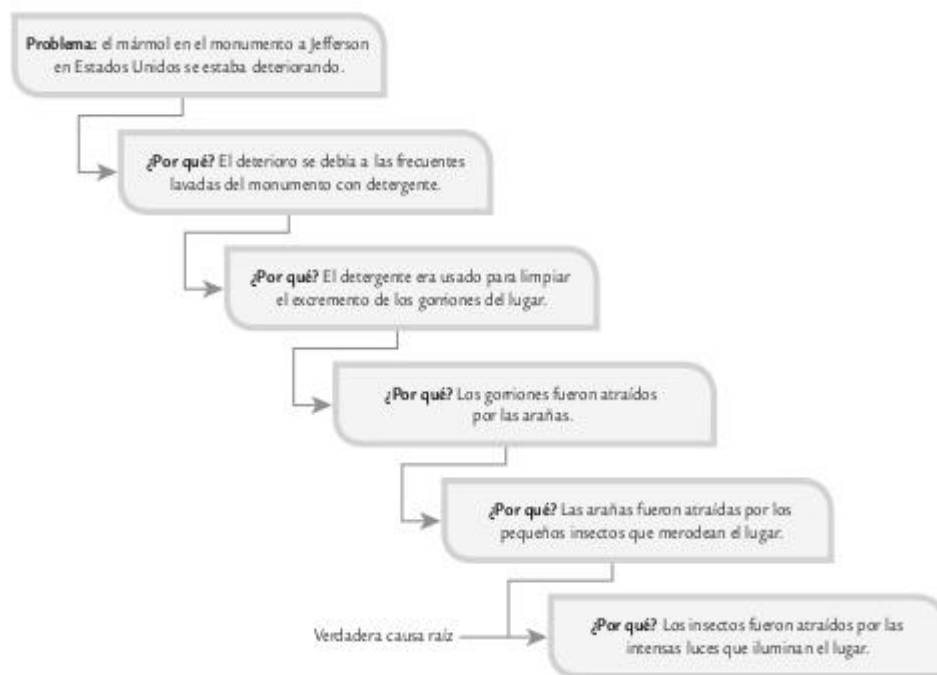 Problema: el mármol en el monumento a Jefferson
en Estados Unidos se estaba deteriorando.
¿Por qué? El deterioro se debía a las frecuentes
lavadas del monumento con detergente.
¿Por qué? El detergente era usado para limpiar
el excremento de los gorriones del lugar.
¿Por qué? Los gorriones fueron atraídos
por las arañas.
¿Por qué? Las arañas fueron atraídas por los
pequeños insectos que merodean el lugar.
Verdadera causa raíz
¿Por qué? Los insectos fueron atraídos por las
intensas luces que iluminan el lugar.